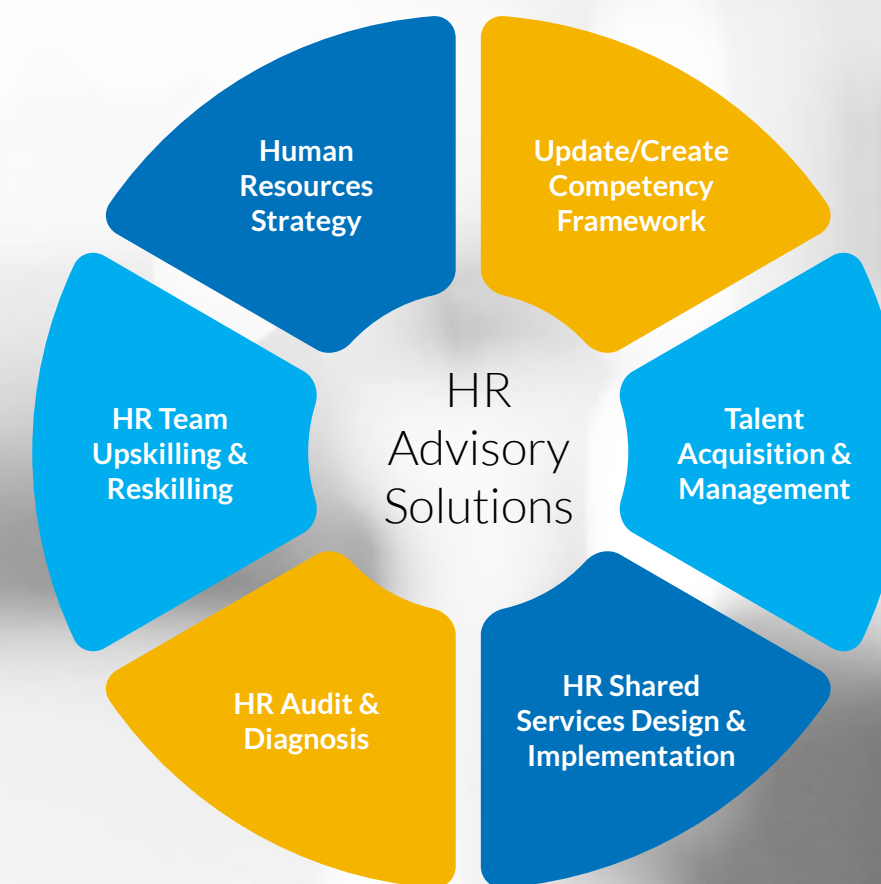 Human
Resources
Strategy
Update/Create
Competency
Framework
HR Team
Upskilling &
Reskilling
HR
Advisory
Solutions
Talent
Acquisition &
Management
HR Audit &
Diagnosis
HR Shared
Services Design &
Implementation